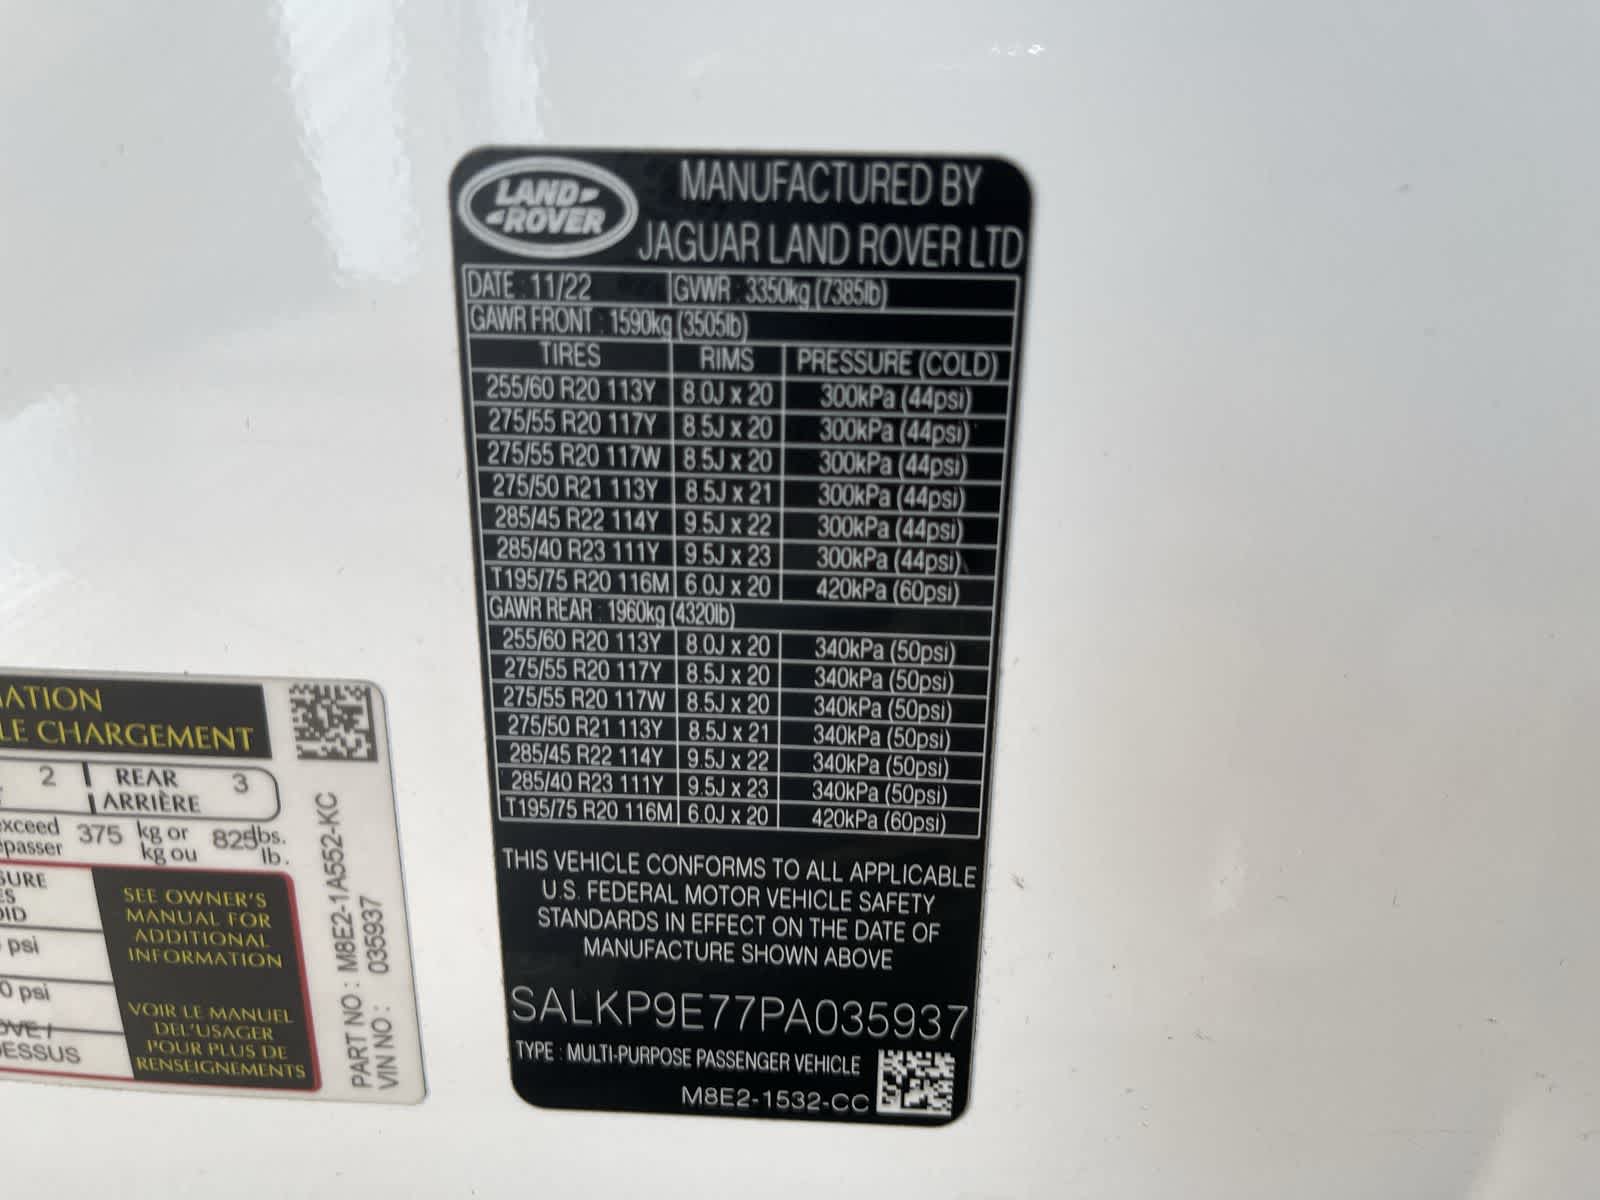 LAND
ROVER
MANUFACTURED BY
JAGUAR LAND ROVER LTD
DATE : 11/22 GVWR : 3350kg (7385lb)
GAWR FRONT : 1590kg (3505lb)
TIRES RIMS PRESSURE (COLD)
255/60 R20 113Y 8.0J x 20 300kPa (44psi)
275/55 R20 117Y 8.5J x 20 300kPa (44psi)
275/55 R20 117W 8.5J x 20 300kPa (44psi)
275/50 R21 113Y 8.5J x 21 300kPa (44psi)
285/45 R22 114Y 9.5J x 22 300kPa (44psi)
285/40 R23 111Y 9.5J x 23 300kPa (44psi)
T195/75 R20 116M 6.0J x 20 420kPa (60psi)
GAWR REAR : 1960kg (4320lb)
255/60 R20 113Y 8.0J x 20 340kPa (50psi)
275/55 R20 117Y 8.5J x 20 340kPa (50psi)
275/55 R20 117W 8.5J x 20 340kPa (50psi)
275/50 R21 113Y 8.5J x 21 340kPa (50psi)
285/45 R22 114Y 9.5J x 22 340kPa (50psi)
285/40 R23 111Y 9.5J x 23 340kPa (50psi)
T195/75 R20 116M 6.0J x 20 420kPa (60psi)
THIS VEHICLE CONFORMS TO ALL APPLICABLE
U.S. FEDERAL MOTOR VEHICLE SAFETY
STANDARDS IN EFFECT ON THE DATE OF
MANUFACTURE SHOWN ABOVE
SALKP9E77PA035937
TYPE : MULTI-PURPOSE PASSENGER VEHICLE
M8E2-1532-CC
MATION
LE CHARGEMENT
2 REAR 3
ARRIÈRE
exceed 375 kg or 825 lbs.
épasser kg ou lb.
SURE
ES
OID
psi
0 psi
OVE /
DESSUS
SEE OWNER'S
MANUAL FOR
ADDITIONAL
INFORMATION
VOIR LE MANUEL
DEL'USAGER
POUR PLUS DE
RENSEIGNEMENTS
PART NO : M8E2-1A552-KC
VIN NO : 035937